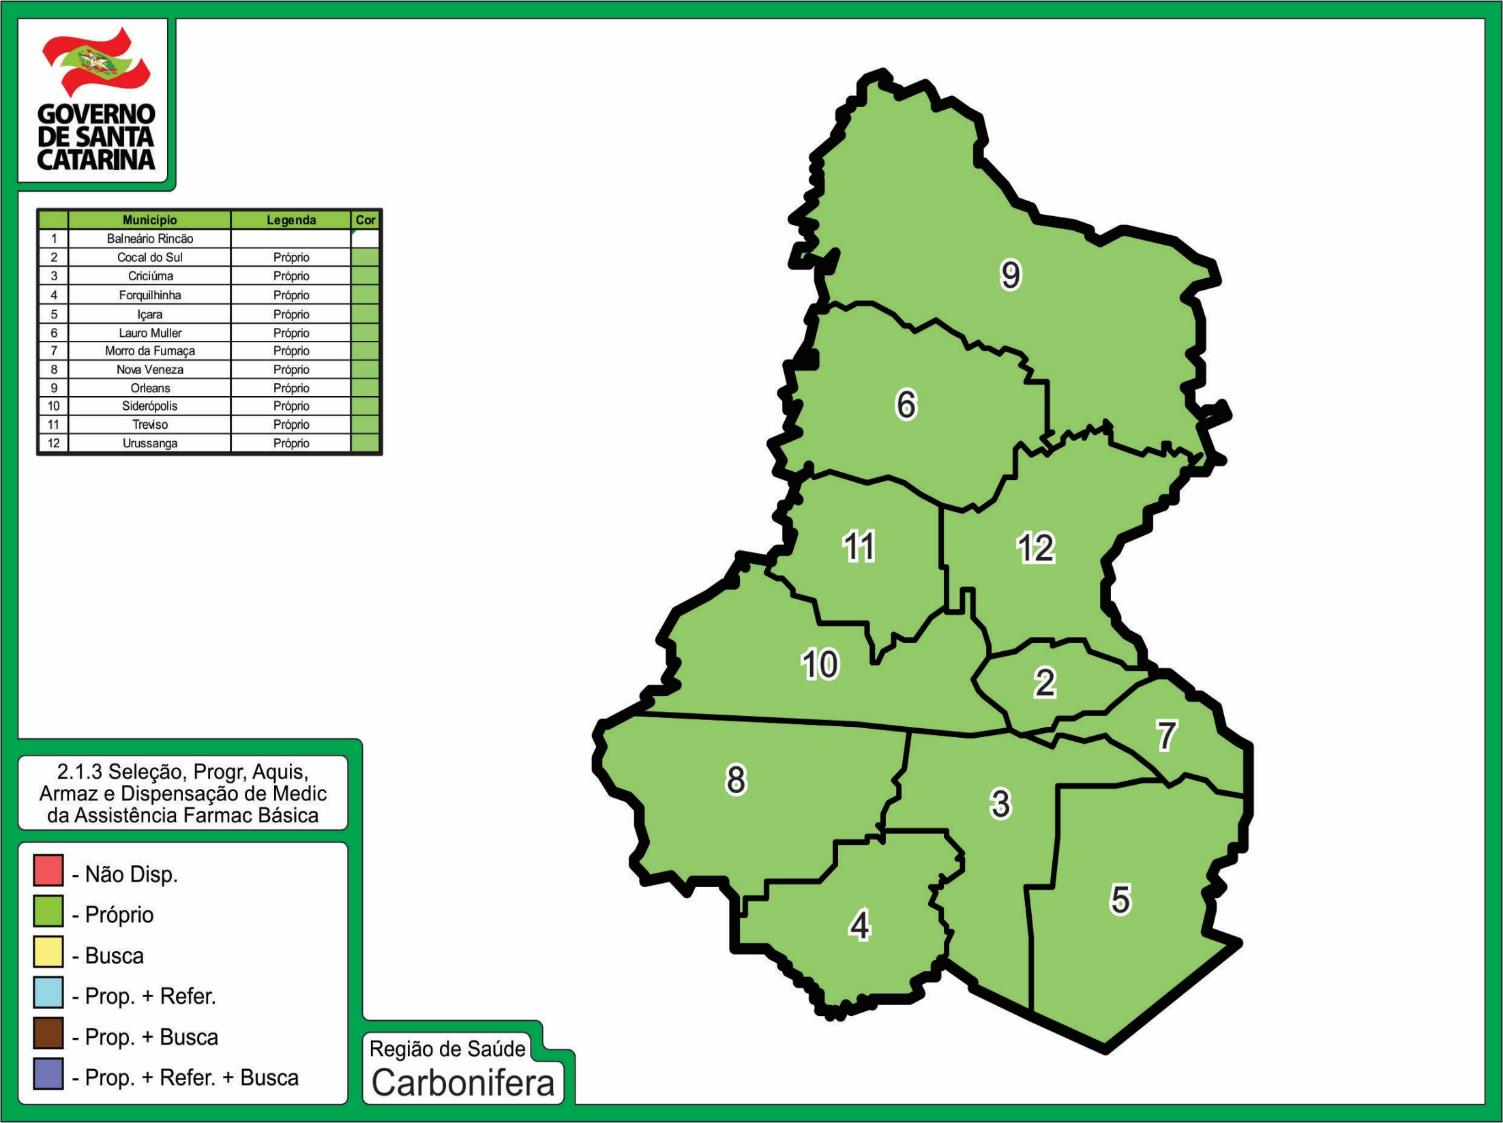 GOVERNO
DE SANTA
CATARINA
Município Legenda Cor
1 Balneário Rincão
2 Cocal do Sul Próprio
3 Criciúma Próprio
4 Forquilhinha Próprio
5 Içara Próprio
6 Lauro Muller Próprio
7 Morro da Fumaça Próprio
8 Nova Veneza Próprio
9 Orleans Próprio
10 Siderópolis Próprio
11 Treviso Próprio
12 Urussanga Próprio
9
6
11
12
10
2
7
8
3
5
4
2.1.3 Seleção, Progr, Aquis,
Armaz e Dispensação de Medic
da Assistência Farmac Básica
- Não Disp.
- Próprio
- Busca
- Prop. + Refer.
- Prop. + Busca
- Prop. + Refer. + Busca
Região de Saúde
Carbonifera